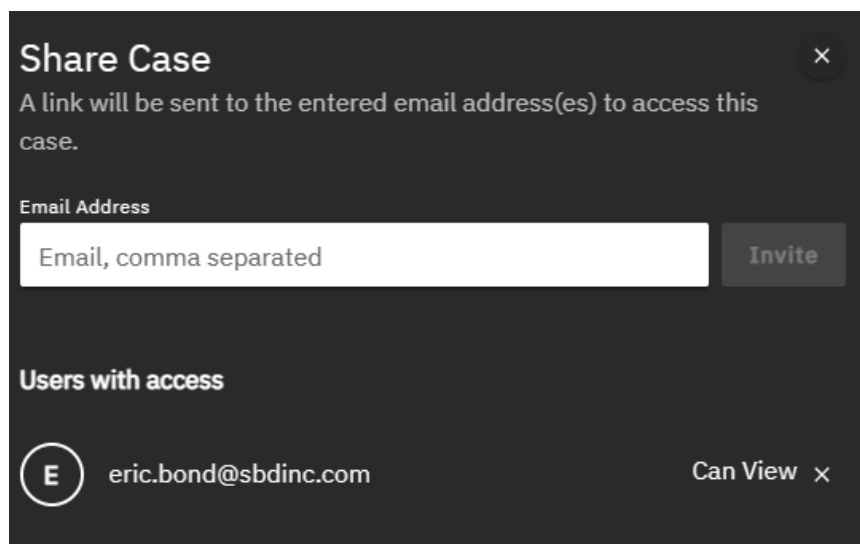 Share Case
A link will be sent to the entered email address(es) to access this
case.
Email Address
Email, comma separated
Invite
Users with access
E eric.bond@sbdinc.com Can View ×